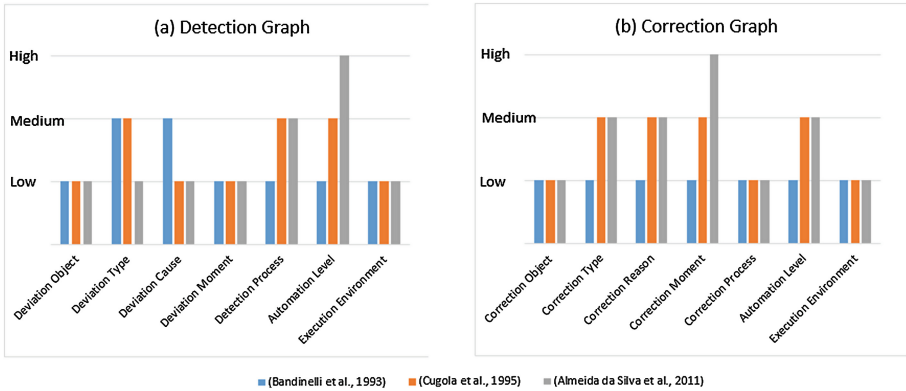 (a) Detection Graph
High
Medium
Low
Deviation Object
Deviation Type
Deviation Cause
Deviation Moment
Detection Process
Automation Level
Execution Environment
(b) Correction Graph
High
Medium
Low
Correction Object
Correction Type
Correction Reason
Correction Moment
Correction Process
Automation Level
Execution Environment
(Bandinelli et al., 1993) (Cugola et al., 1995) (Almeida da Silva et al., 2011)